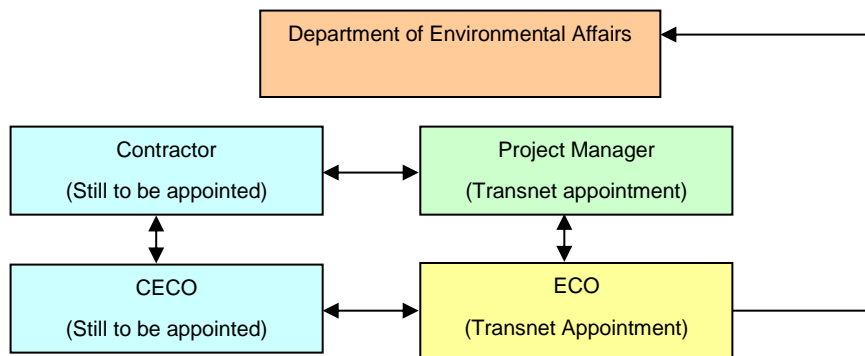 Department of Environmental Affairs
Contractor
(Still to be appointed)
Project Manager
(Transnet appointment)
CECO
(Still to be appointed)
ECO
(Transnet Appointment)